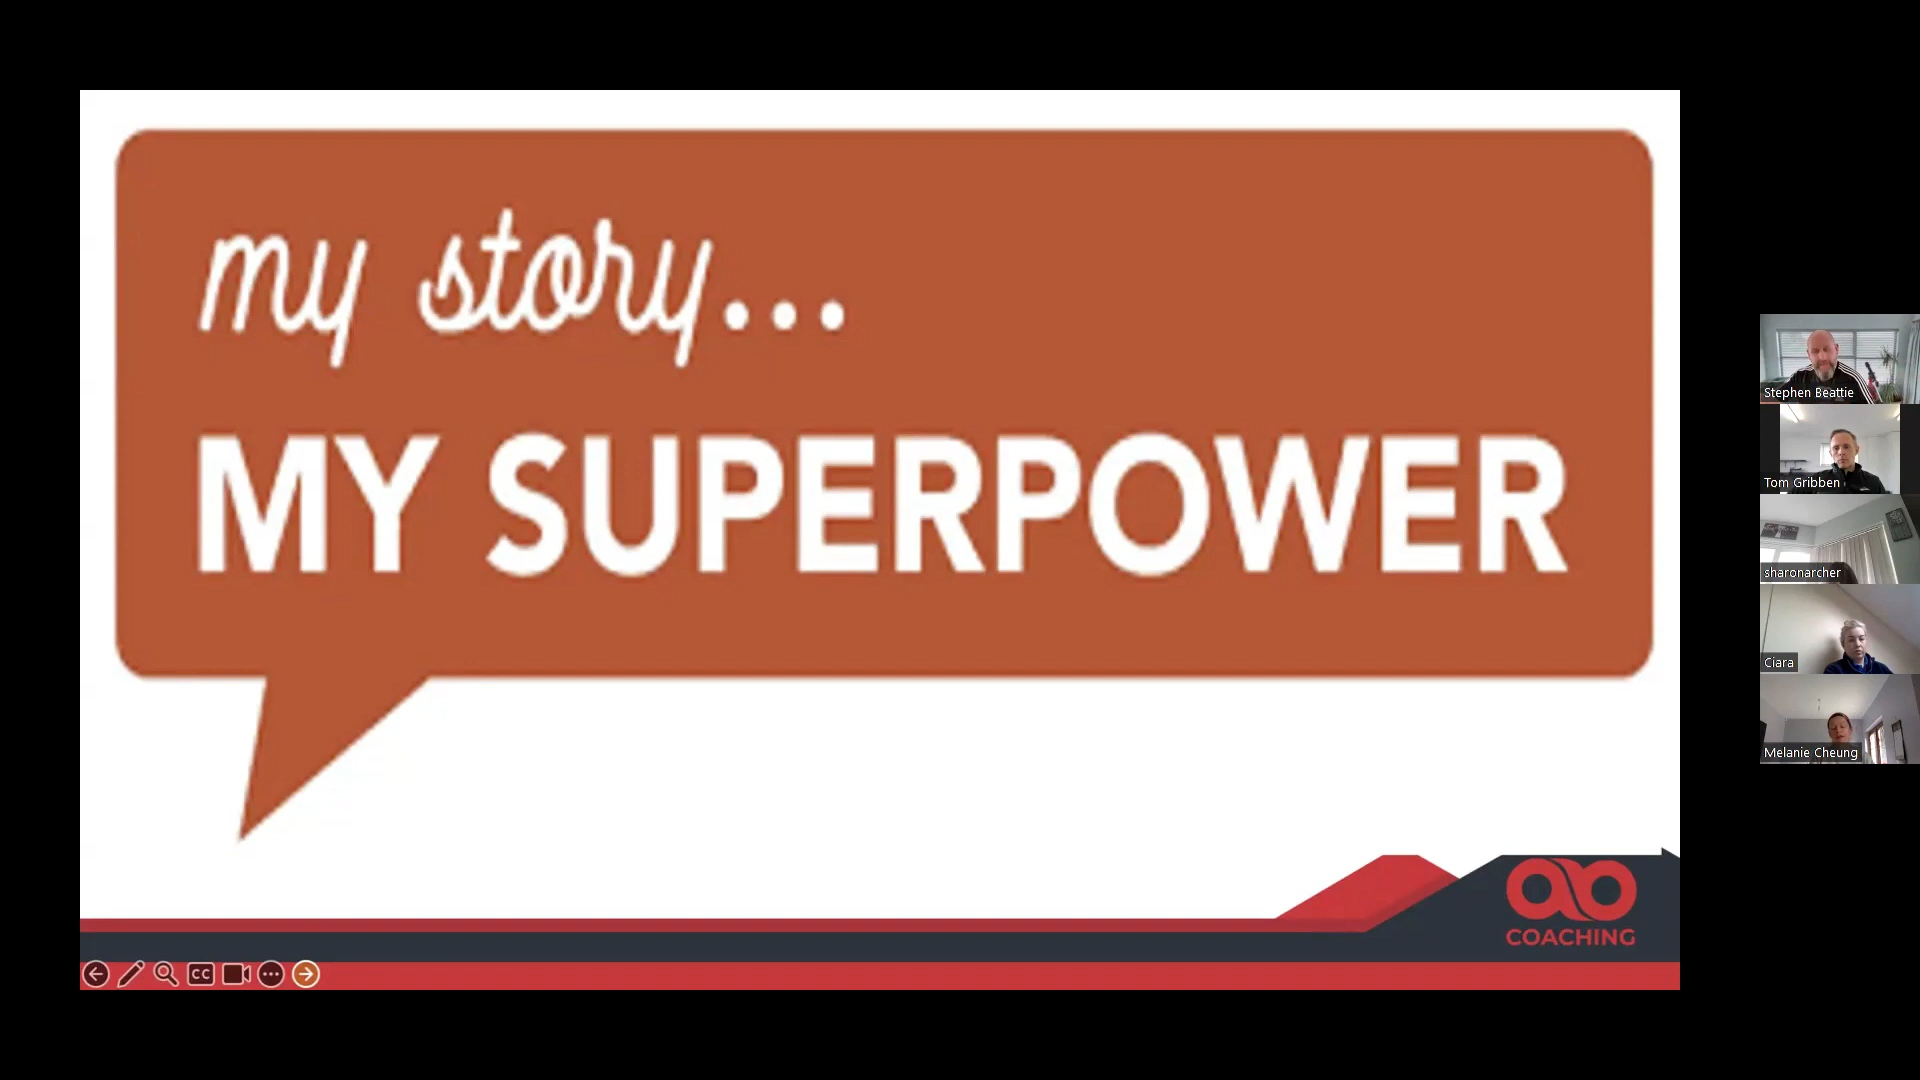 my story...
MY SUPERPOWER
COACHING
CC
Stephen Beattie
Tom Gribben
sharonarcher
Ciara
Melanie Cheung